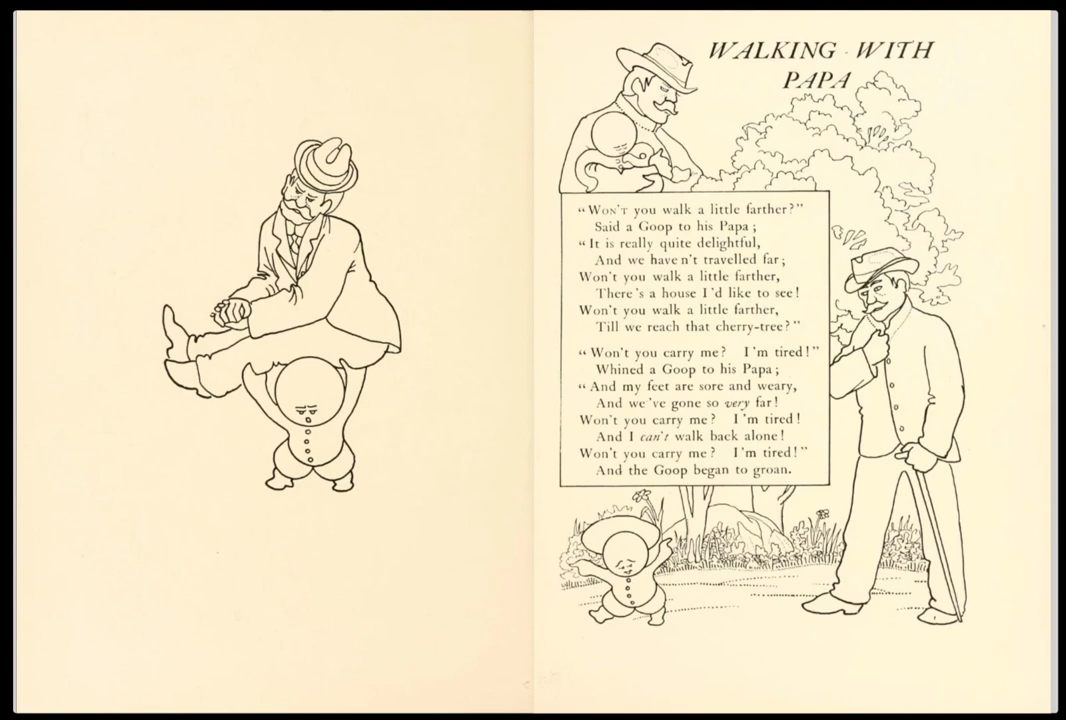 WALKING WITH
PAPA
"WON'T you walk a little farther?"
Said a Goop to his Papa;
"It is really quite delightful,
And we haven't travelled far;
Won't you walk a little farther,
There's a house I'd like to see!
Won't you walk a little farther,
Till we reach that cherry-tree?"
"Won't you carry me? I'm tired!"
Whined a Goop to his Papa;
"And my feet are sore and weary,
And we've gone so very far!
Won't you carry me? I'm tired!
And I can't walk back alone!
Won't you carry me? I'm tired!"
And the Goop began to groan.